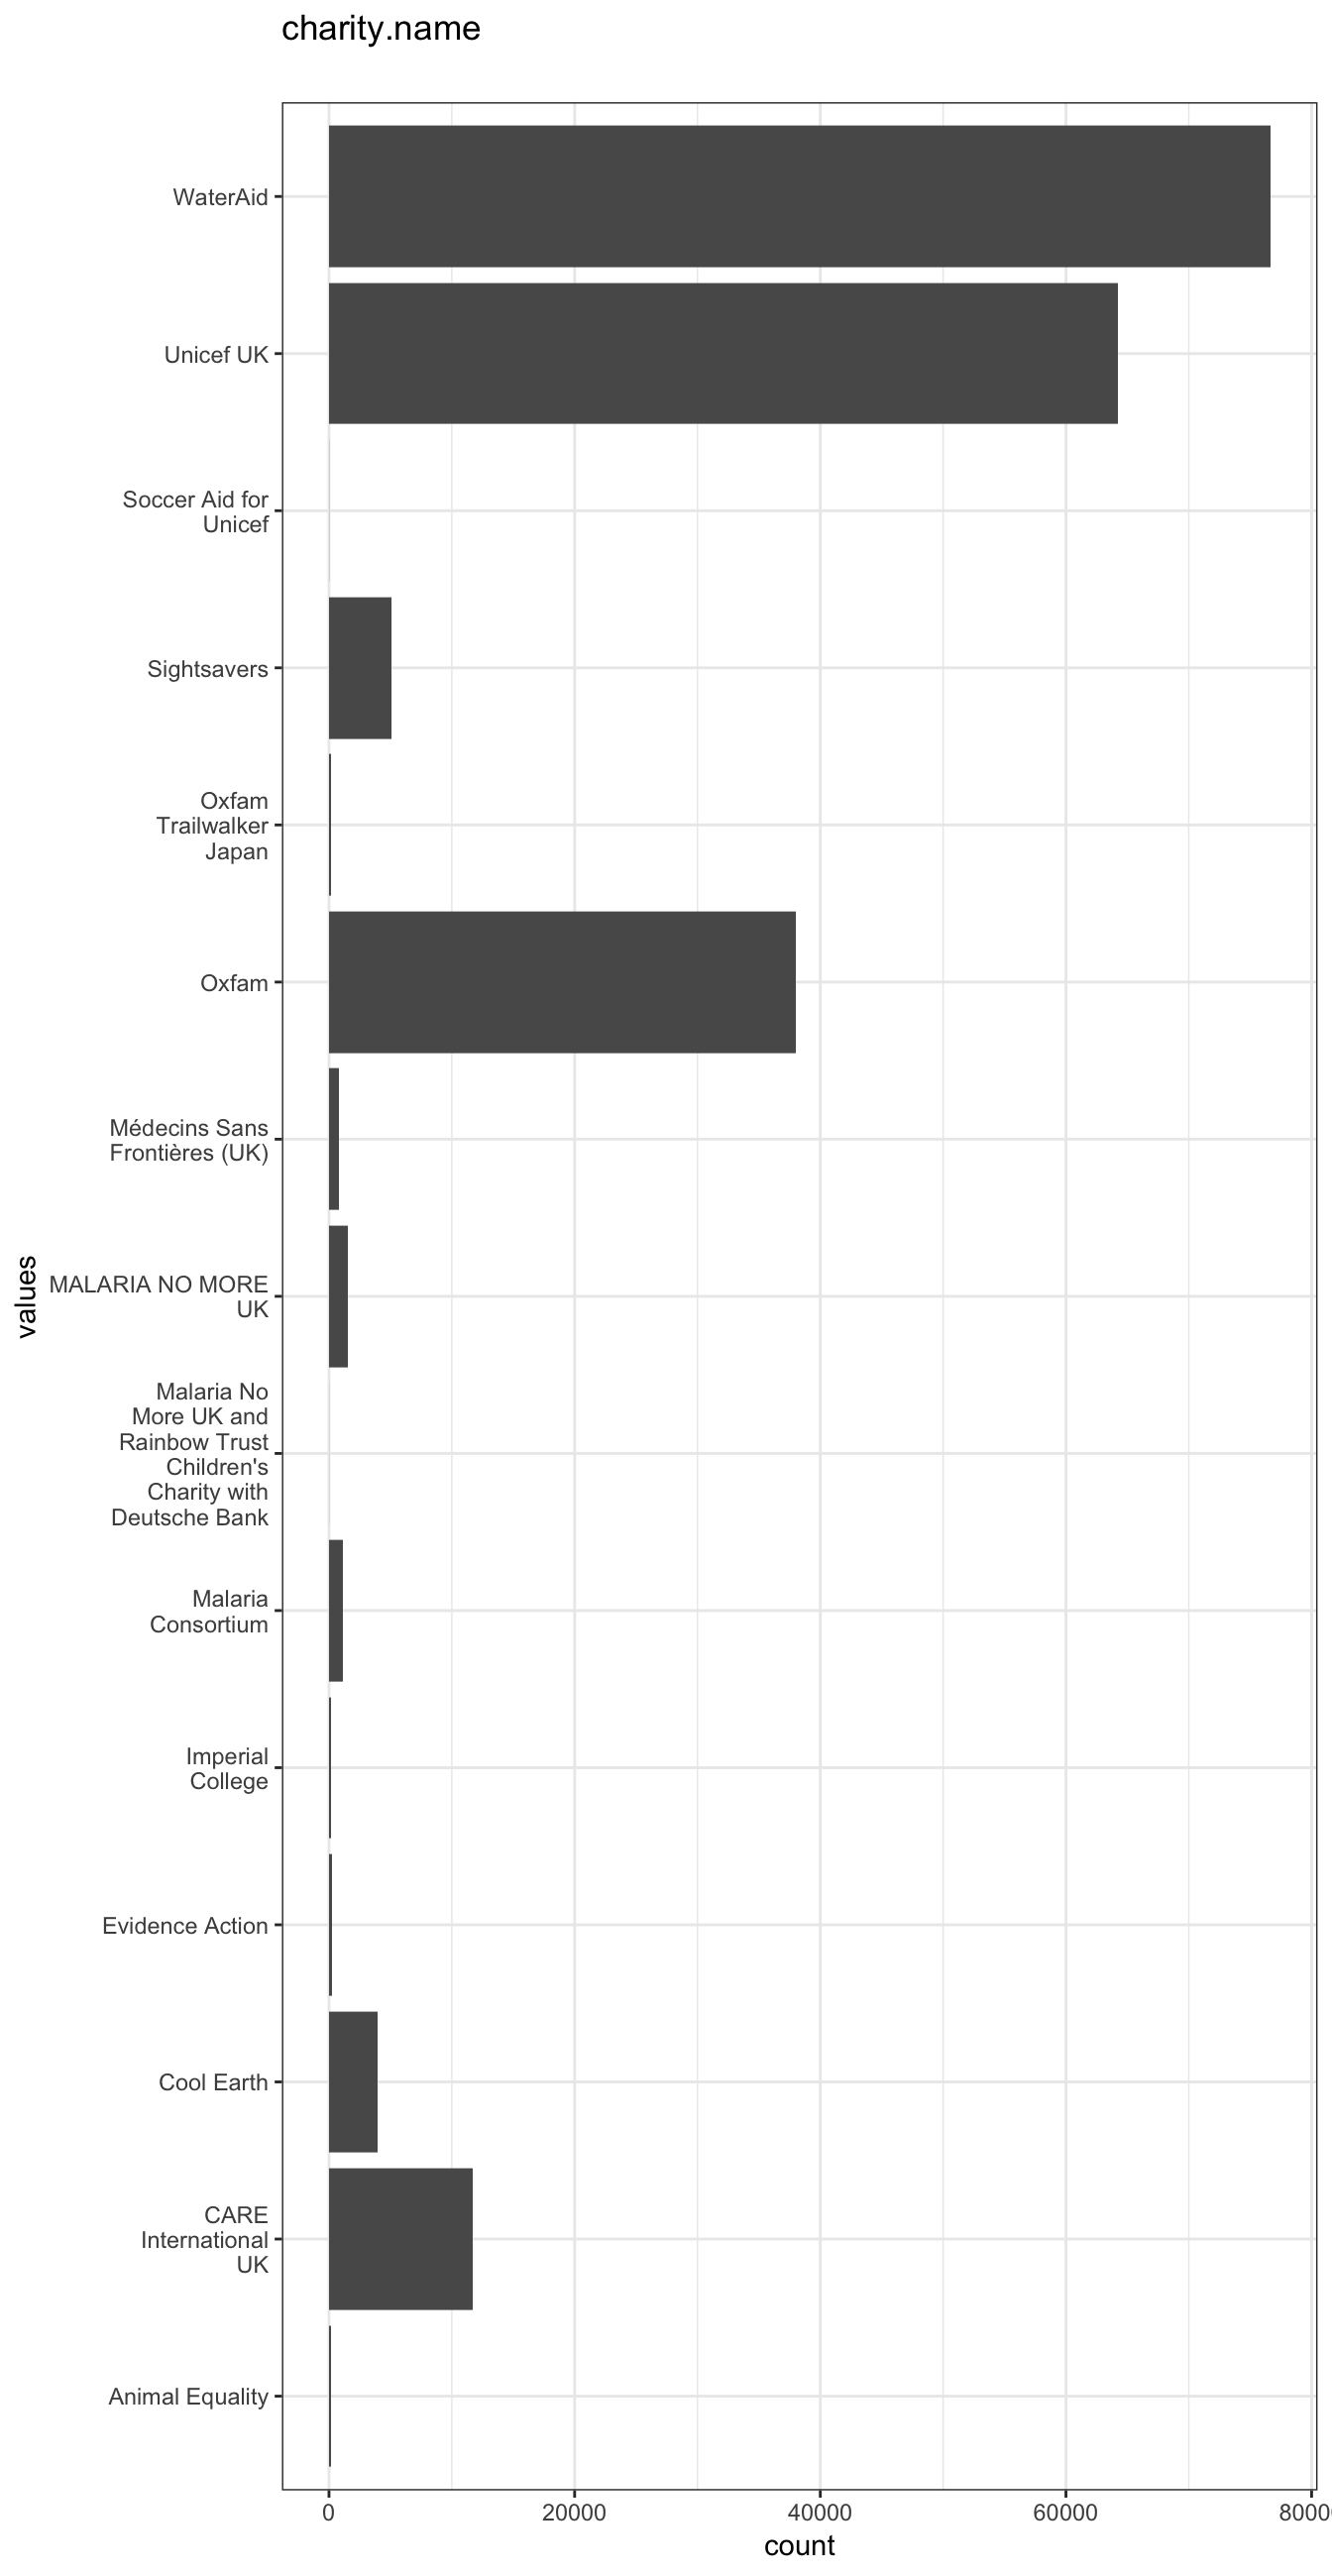 charity.name
WaterAid
Unicef UK
Soccer Aid for
Unicef
Sightsavers
Oxfam
Trailwalker
Japan
Oxfam
Médecins Sans
Frontières (UK)
MALARIA NO MORE
UK
values
Malaria No
More UK and
Rainbow Trust
Children's
Charity with
Deutsche Bank
Malaria
Consortium
Imperial
College
Evidence Action
Cool Earth
CARE
International
UK
Animal Equality
0 20000 40000 60000 8000
count